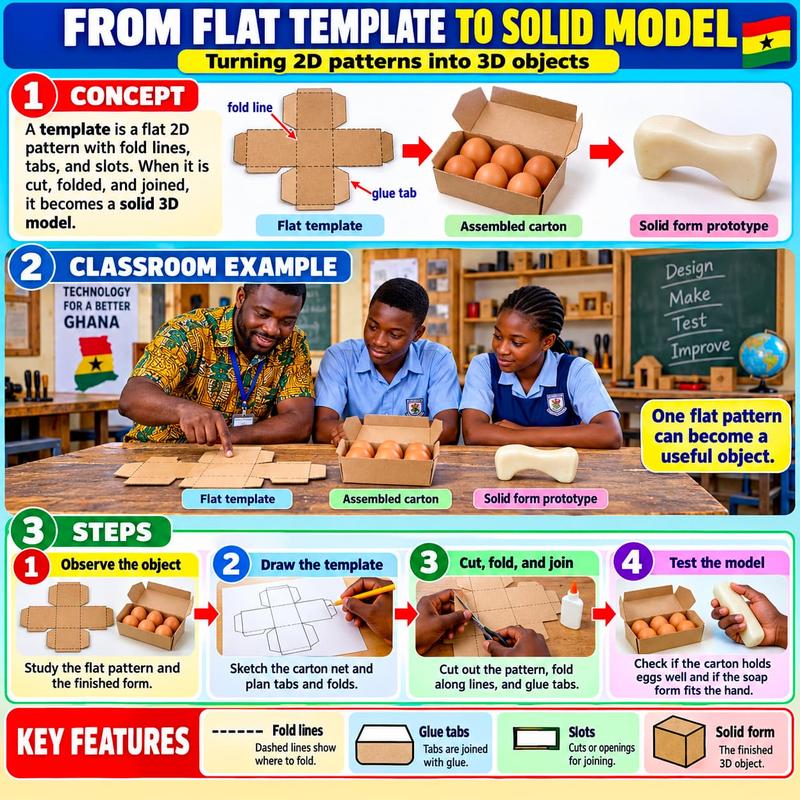 FROM FLAT TEMPLATE TO SOLID MODEL
Turning 2D patterns into 3D objects
1 CONCEPT
A template is a flat 2D
pattern with fold lines,
tabs, and slots. When it is
cut, folded, and joined,
it becomes a solid 3D
model.
fold line
glue tab
Flat template
Assembled carton
Solid form prototype
2 CLASSROOM EXAMPLE
TECHNOLOGY
FOR A BETTER
GHANA
Design
Make
Test
Improve
One flat pattern
can become a
useful object.
Flat template
Assembled carton
Solid form prototype
3 STEPS
1 Observe the object
Study the flat pattern and
the finished form.
2 Draw the template
Sketch the carton net and
plan tabs and folds.
3 Cut, fold, and join
Cut out the pattern, fold
along lines, and glue tabs.
4 Test the model
Check if the carton holds
eggs well and if the soap
form fits the hand.
KEY FEATURES
Fold lines
Dashed lines show
where to fold.
Glue tabs
Tabs are joined
with glue.
Slots
Cuts or openings
for joining.
Solid form
The finished
3D object.